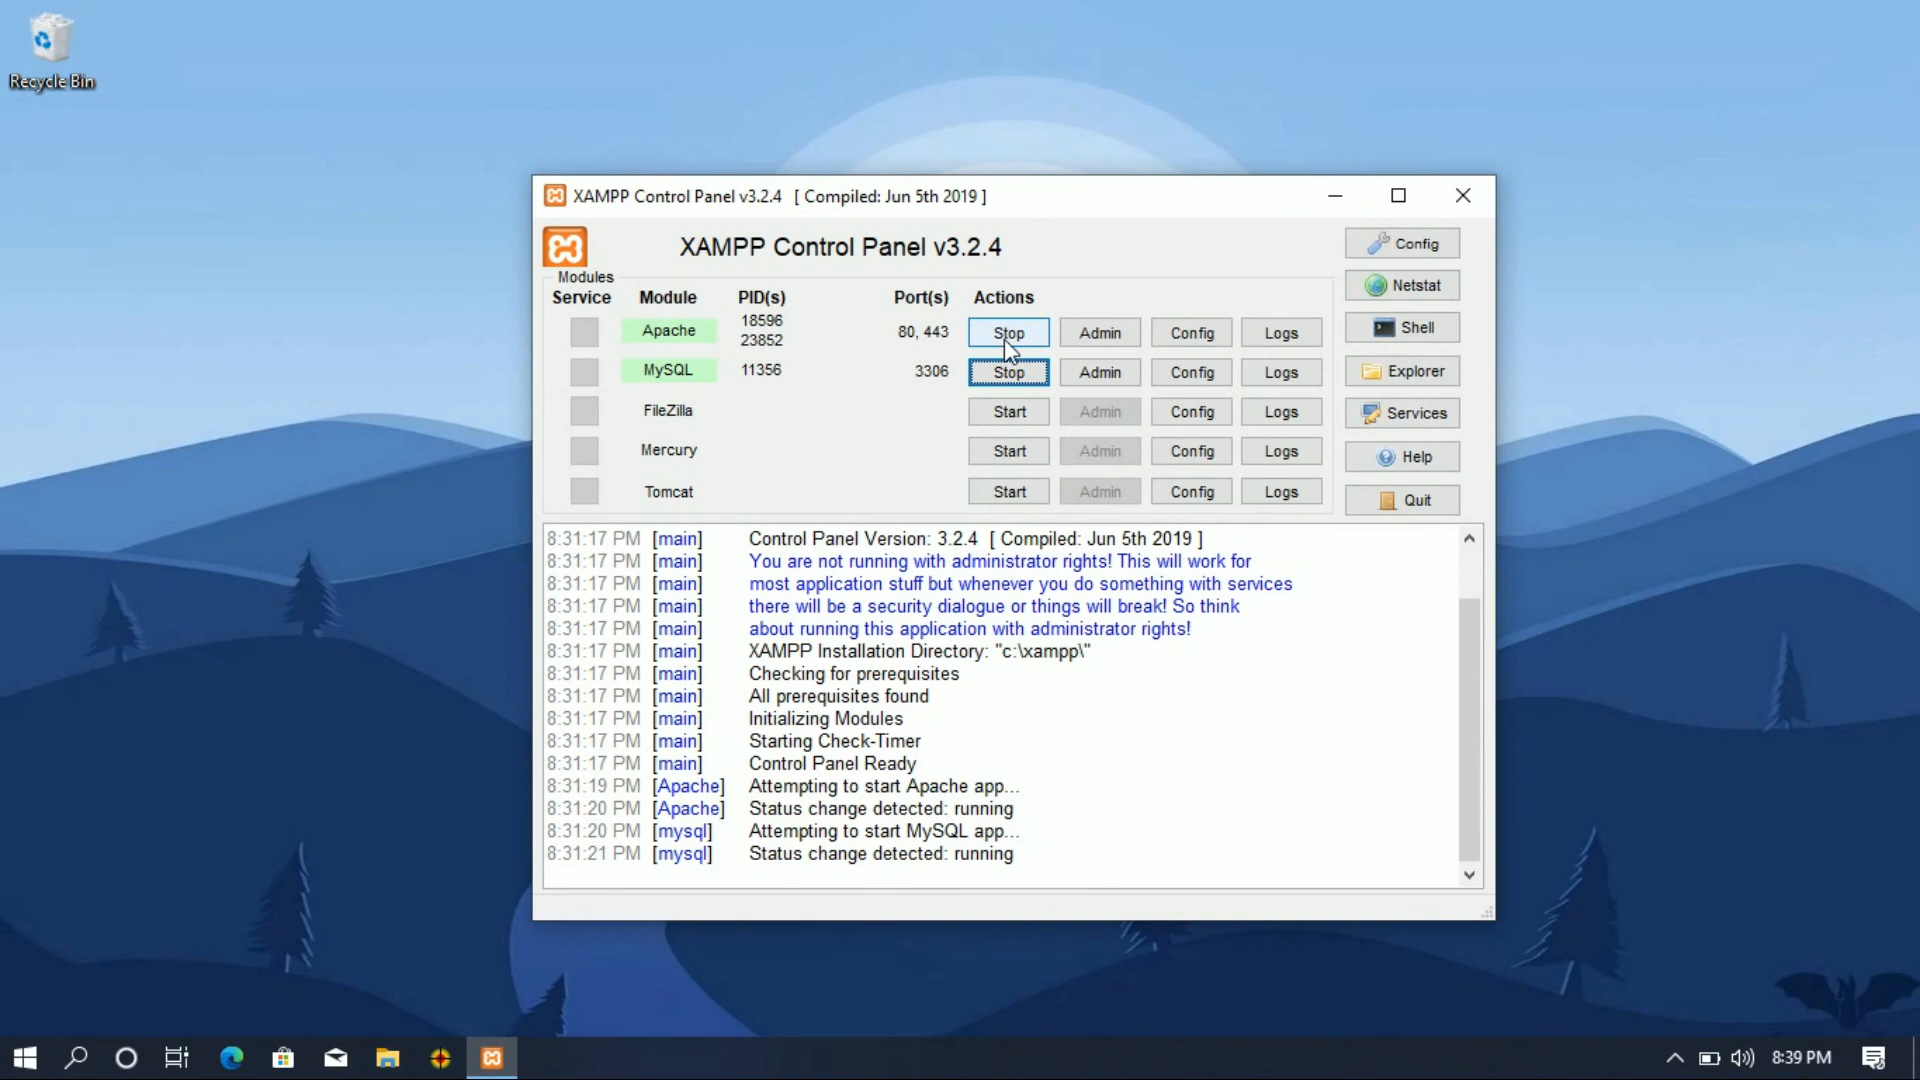 Recycle Bin
XAMPP Control Panel v3.2.4 [ Compiled: Jun 5th 2019 ]
XAMPP Control Panel v3.2.4
Config
Modules
Service Module PID(s) Port(s) Actions
Netstat
Apache 18596 23852 80, 443 Stop Admin Config Logs
Shell
MySQL 11356 3306 Stop Admin Config Logs
Explorer
FileZilla Start Admin Config Logs
Services
Mercury Start Admin Config Logs
Help
Tomcat Start Admin Config Logs
Quit
8:31:17 PM [main] Control Panel Version: 3.2.4 [ Compiled: Jun 5th 2019 ]
8:31:17 PM [main] You are not running with administrator rights! This will work for
8:31:17 PM [main] most application stuff but whenever you do something with services
8:31:17 PM [main] there will be a security dialogue or things will break! So think
8:31:17 PM [main] about running this application with administrator rights!
8:31:17 PM [main] XAMPP Installation Directory: "c:\xampp\"
8:31:17 PM [main] Checking for prerequisites
8:31:17 PM [main] All prerequisites found
8:31:17 PM [main] Initializing Modules
8:31:17 PM [main] Starting Check-Timer
8:31:17 PM [main] Control Panel Ready
8:31:19 PM [Apache] Attempting to start Apache app...
8:31:20 PM [Apache] Status change detected: running
8:31:20 PM [mysql] Attempting to start MySQL app...
8:31:21 PM [mysql] Status change detected: running
8:39 PM